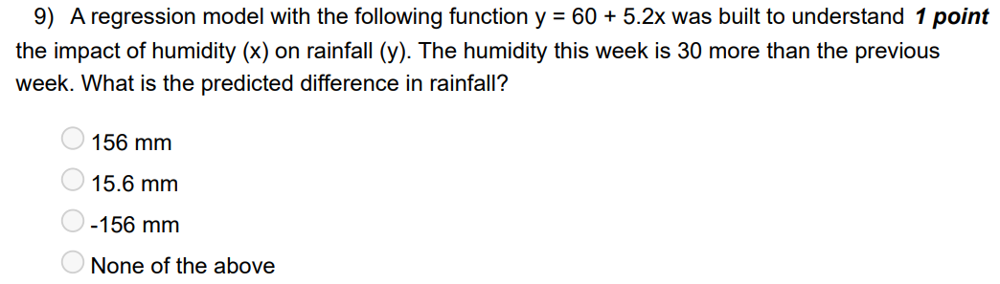 9) A regression model with the following function y = 60 + 5.2x was built to understand 1 point
the impact of humidity (x) on rainfall (y). The humidity this week is 30 more than the previous
week. What is the predicted difference in rainfall?
156 mm
15.6 mm
-156 mm
None of the above